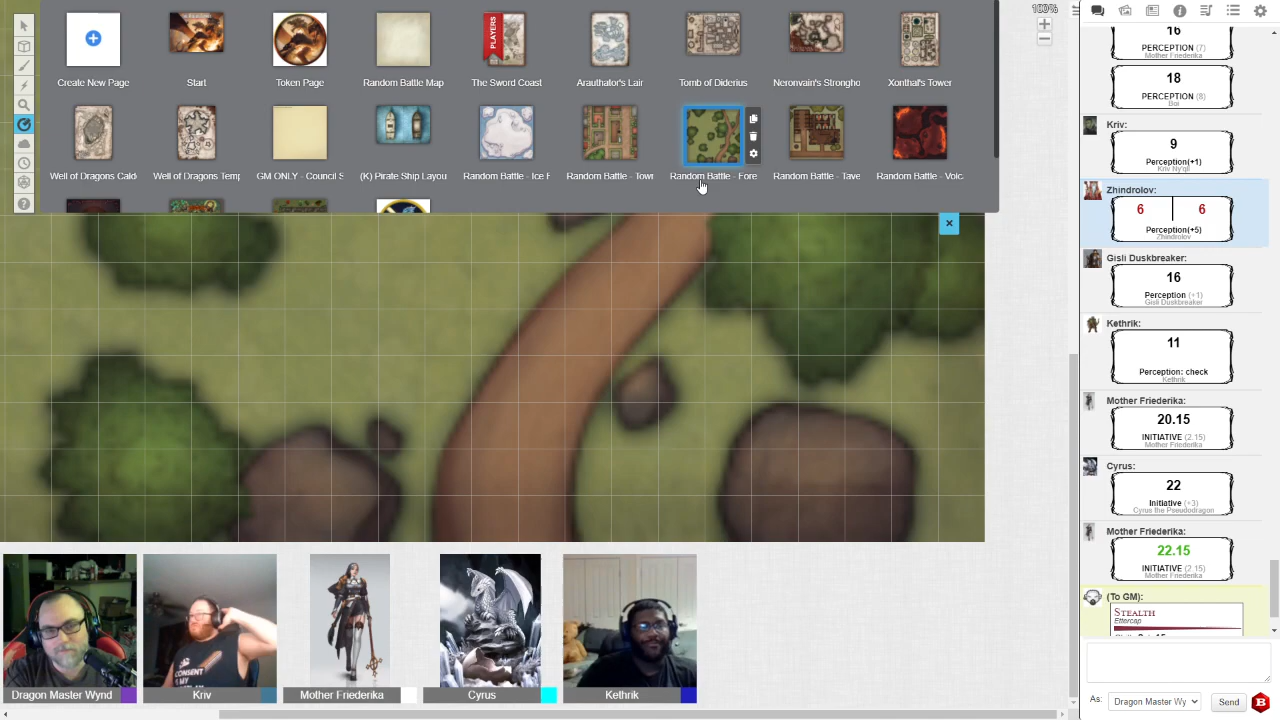 100%
PLAYERS
Create New Page
Start
Token Page
Random Battle Map
The Sword Coast
Arauthator's Lair
Tomb of Diderius
Neronvain's Strongho
Xonthal's Tower
Well of Dragons Cald
Well of Dragons Temp
GM ONLY - Council S
(K) Pirate Ship Layou
Random Battle - Ice F
Random Battle - Tow
Random Battle - Fore
Random Battle - Tave
Random Battle - Volc
CONSENT
Dragon Master Wynd
Kriv
Mother Friederika
Cyrus
Kethrik
16
PERCEPTION (7)
Mother Friederika
18
PERCEPTION (8)
Boi
Kriv:
9
Perception(+1)
Kriv Ny'qli
Zhindrolov:
6 6
Perception(+5)
Zhindrolov
Gisli Duskbreaker:
16
Perception (+1)
Gisli Duskbreaker
Kethrik:
11
Perception: check
Kethrik
Mother Friederika:
20.15
INITIATIVE (2.15)
Mother Friederika
Cyrus:
22
Initiative (+3)
Cyrus the Pseudodragon
Mother Friederika:
22.15
INITIATIVE (2.15)
Mother Friederika
(To GM):
STEALTH
Ettercap
As:
Dragon Master Wy
Send